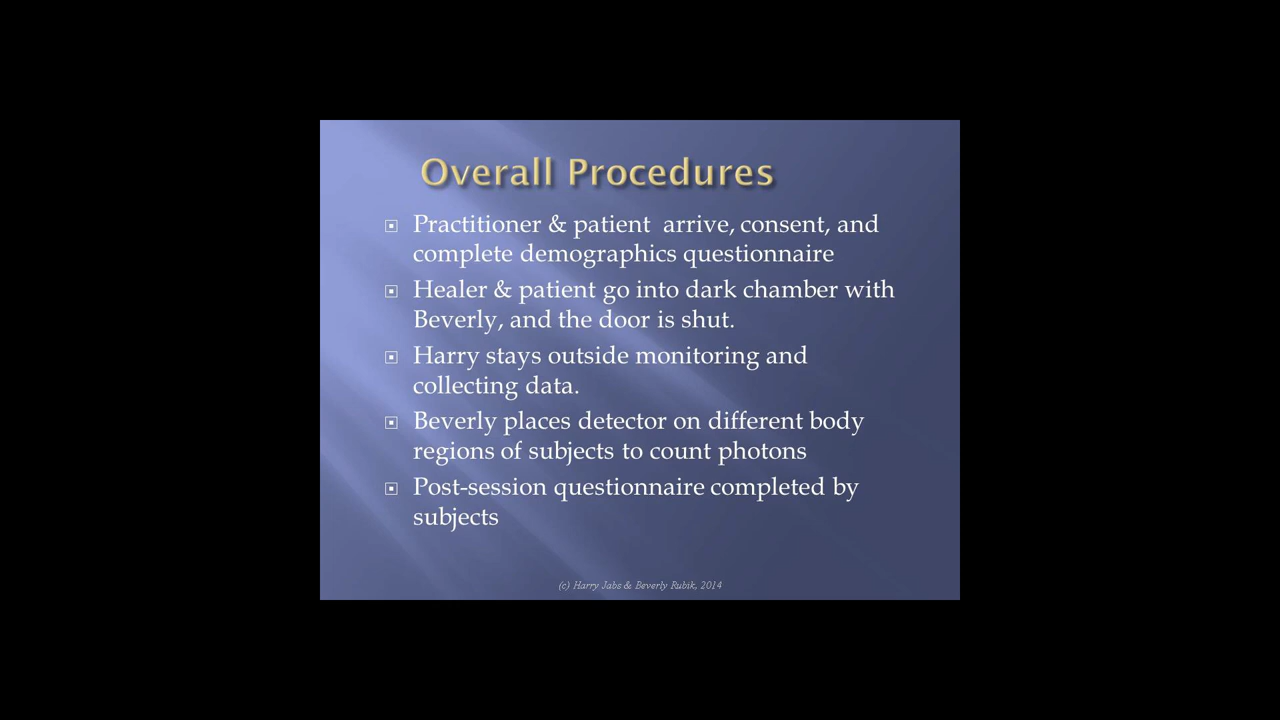 Overall Procedures
Practitioner & patient  arrive, consent, and
complete demographics questionnaire
Healer & patient go into dark chamber with
Beverly, and the door is shut.
Harry stays outside monitoring and
collecting data.
Beverly places detector on different body
regions of subjects to count photons
Post-session questionnaire completed by
subjects
(c) Harry Jabs & Beverly Rubik, 2014